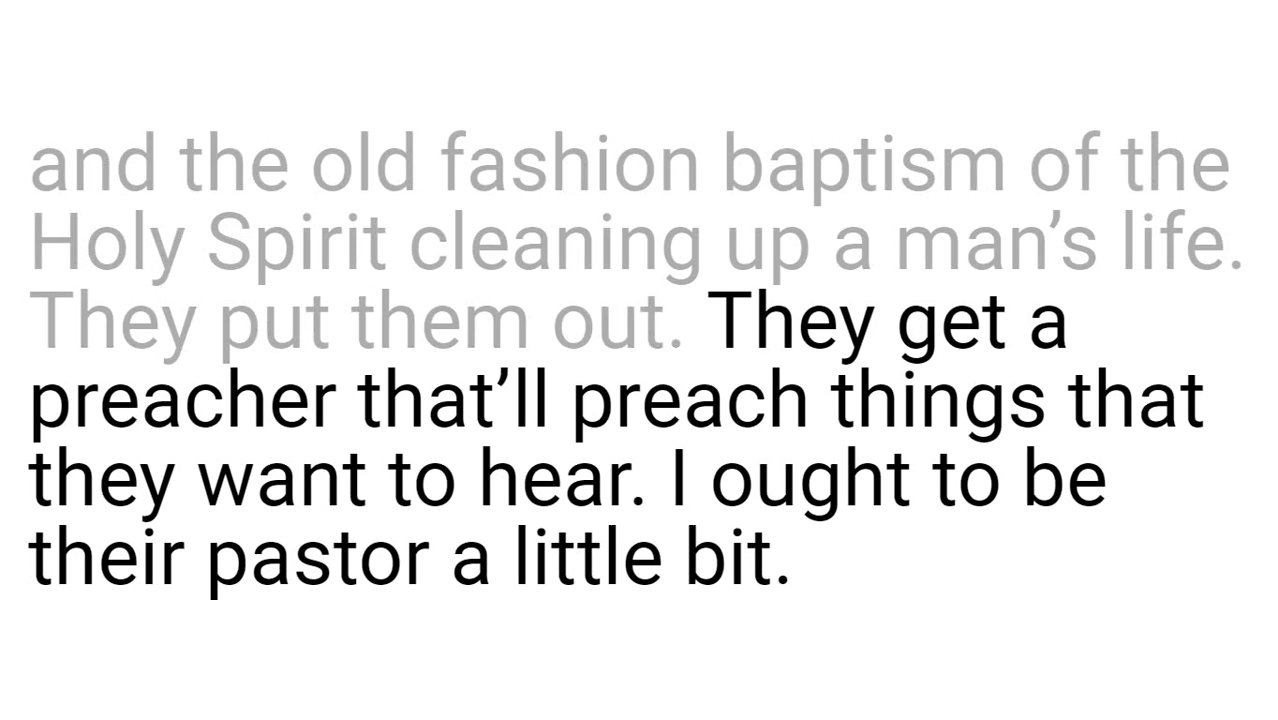 and the old fashion baptism of the
Holy Spirit cleaning up a man’s life.
They put them out. They get a
preacher that’ll preach things that
they want to hear. I ought to be
their pastor a little bit.